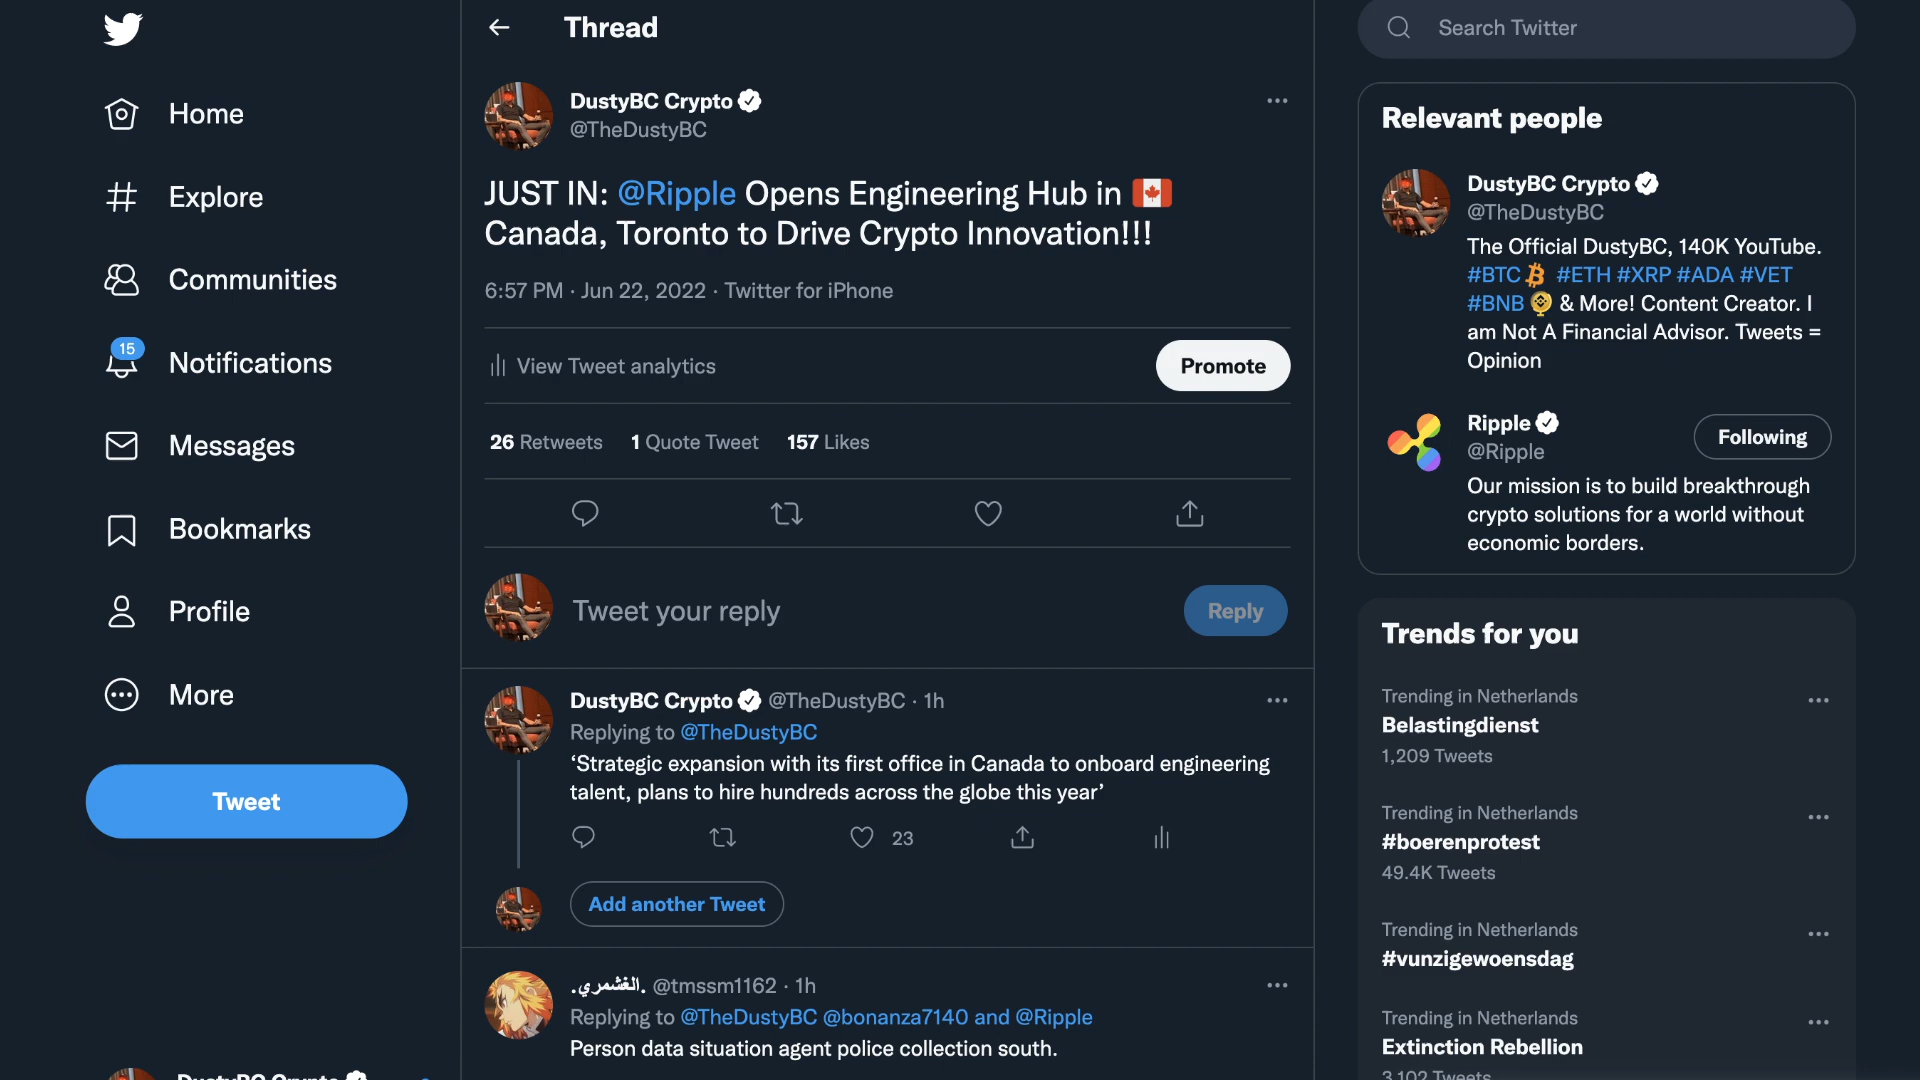 Home
Explore
Communities
15
Notifications
Messages
Bookmarks
Profile
More
Tweet
DustyBC Crypto
Thread
DustyBC Crypto
@TheDustyBC
JUST IN: @Ripple Opens Engineering Hub in 🇨🇦
Canada, Toronto to Drive Crypto Innovation!!!
6:57 PM · Jun 22, 2022 · Twitter for iPhone
View Tweet analytics
Promote
26 Retweets 1 Quote Tweet 157 Likes
Tweet your reply
Reply
DustyBC Crypto @TheDustyBC · 1h
Replying to @TheDustyBC
‘Strategic expansion with its first office in Canada to onboard engineering
talent, plans to hire hundreds across the globe this year’
23
Add another Tweet
.الغشمري. @tmssm1162 · 1h
Replying to @TheDustyBC @bonanza7140 and @Ripple
Person data situation agent police collection south.
Search Twitter
Relevant people
DustyBC Crypto
@TheDustyBC
The Official DustyBC, 140K YouTube.
#BTC #ETH #XRP #ADA #VET
#BNB & More! Content Creator. I
am Not A Financial Advisor. Tweets =
Opinion
Ripple
@Ripple
Following
Our mission is to build breakthrough
crypto solutions for a world without
economic borders.
Trends for you
Trending in Netherlands
Belastingdienst
1,209 Tweets
Trending in Netherlands
#boerenprotest
49.4K Tweets
Trending in Netherlands
#vunzigewoensdag
Trending in Netherlands
Extinction Rebellion
3,102 Tweets